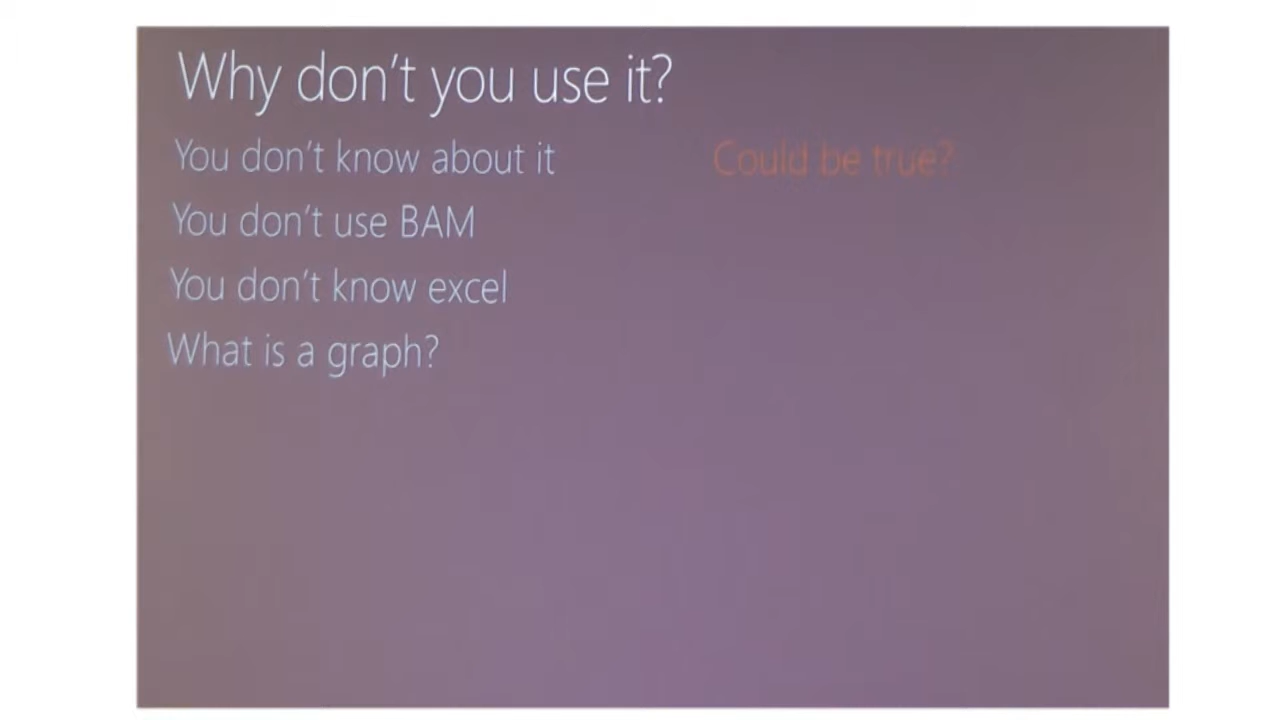 Why don't you use it?
You don't know about it
Could be true?
You don't use BAM
You don't know excel
What is a graph?